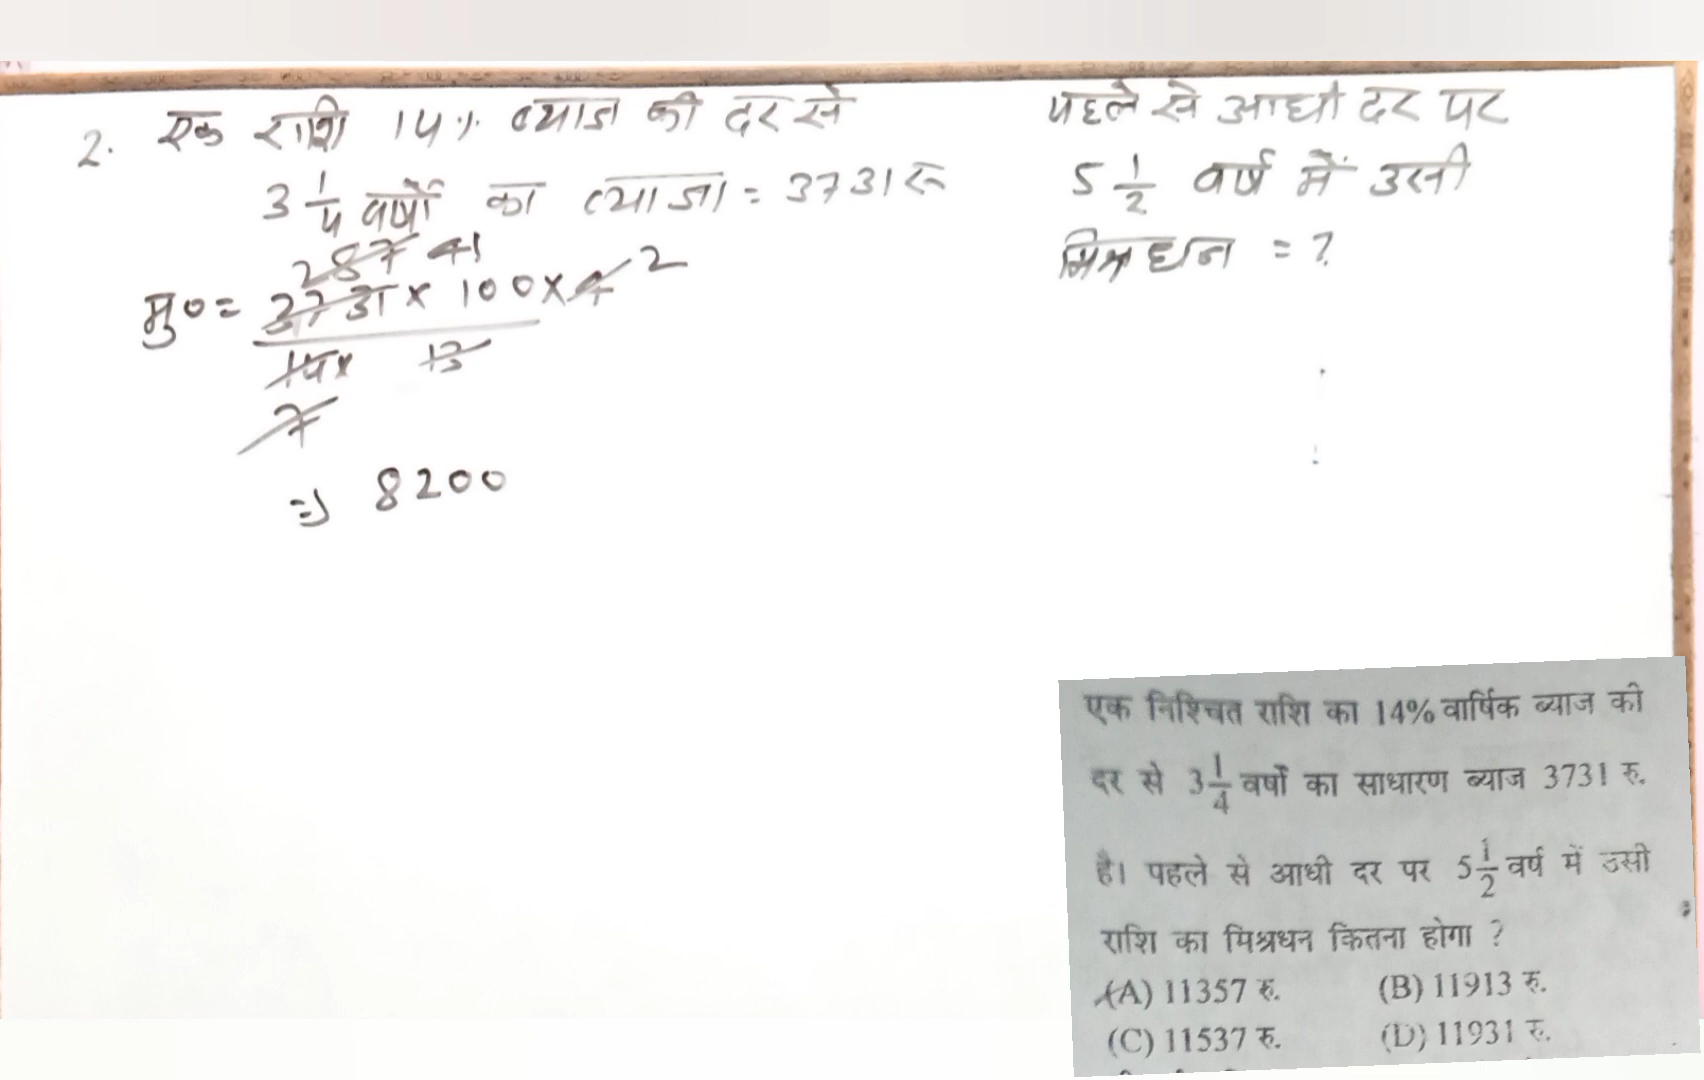 2. एक राशि 14% ब्याज की दर से
3 1/4 वर्षों का ब्याज = 3731 रू
287 41
मु० = 3731 x 100 x 4 2
14 x 13
7
=) 8200
पहले से आधी दर पर
5 1/2 वर्ष में उसी
मिश्रधन = ?
एक निश्चित राशि का 14% वार्षिक ब्याज की
दर से 3 1/4 वर्षों का साधारण ब्याज 3731 रु.
है। पहले से आधी दर पर 5 1/2 वर्ष में उसी
राशि का मिश्रधन कितना होगा ?
(A) 11357 रु. (B) 11913 रु.
(C) 11537 रु. (D) 11931 रु.